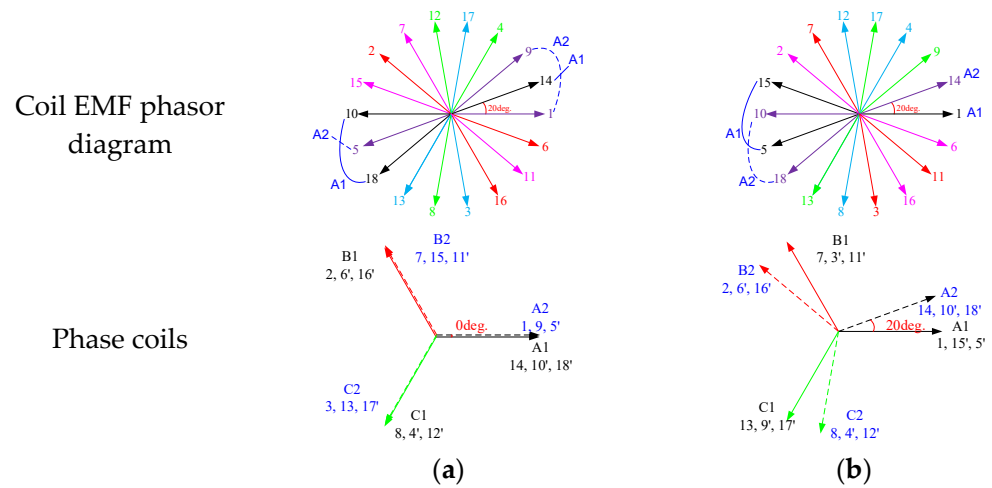 Coil EMF phasor
diagram
12
17
7
4
2
9
A2
A1
15
14
10
20deg.
1
A2
5
6
A1
18
11
13
16
8
3
12
17
7
4
2
9
15
14
A2
10
20deg.
1
A1
A1
5
6
A2
18
11
13
16
8
3
Phase coils
B1
2, 6', 16'
B2
7, 15, 11'
A2
1, 9, 5'
0deg.
A1
14, 10', 18'
C2
3, 13, 17'
C1
8, 4', 12'
B1
7, 3', 11'
B2
2, 6', 16'
A2
14, 10', 18'
20deg.
A1
1, 15', 5'
C1
13, 9', 17'
C2
8, 4', 12'
(a)
(b)